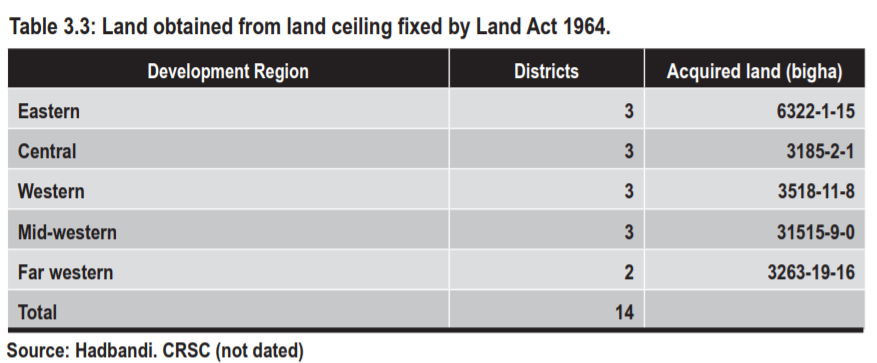 Table 3.3: Land obtained from land ceiling fixed by Land Act 1964.
Development Region Districts Acquired land (bigha)
Eastern 3 6322-1-15
Central 3 3185-2-1
Western 3 3518-11-8
Mid-western 3 31515-9-0
Far western 2 3263-19-16
Total 14
Source: Hadbandi. CRSC (not dated)